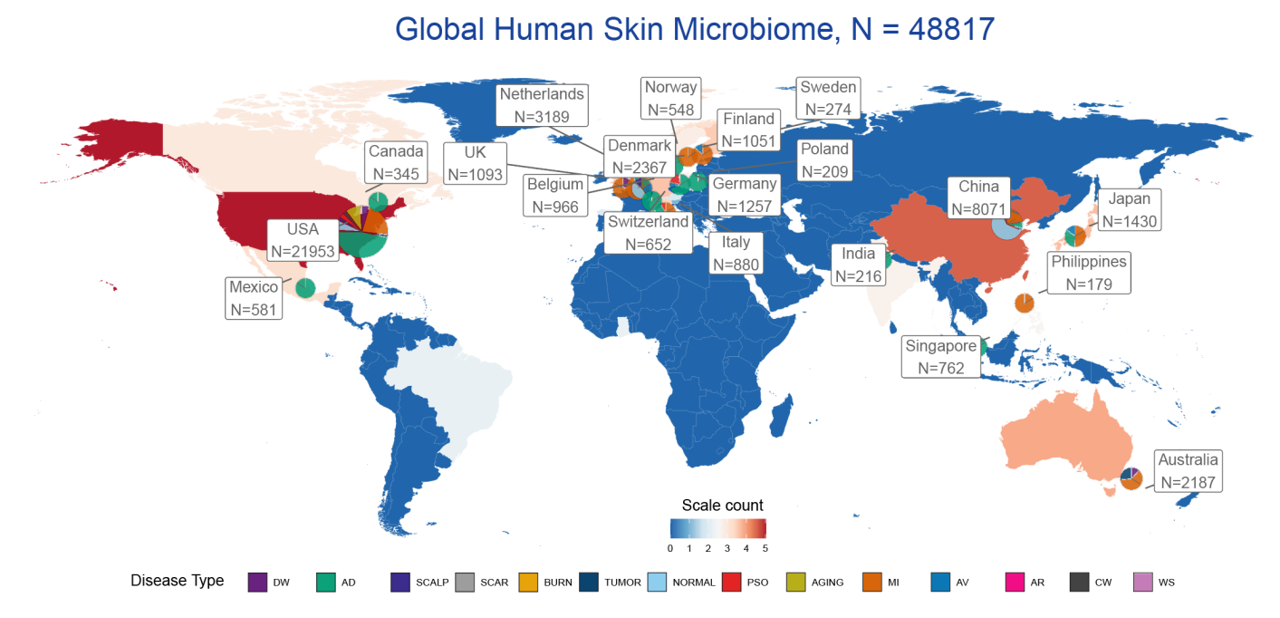 Global Human Skin Microbiome, N = 48817
Norway
N=548
Sweden
N=274
Netherlands
N=3189
Finland
N=1051
Denmark
N=2367
Poland
N=209
Canada
N=345
UK
N=1093
Belgium
N=966
Germany
N=1257
China
N=8071
Japan
N=1430
Switzerland
N=652
USA
N=21953
Italy
N=880
India
N=216
Philippines
N=179
Mexico
N=581
Singapore
N=762
Australia
N=2187
Scale count
0 1 2 3 4 5
Disease Type DW AD SCALP SCAR BURN TUMOR NORMAL PSO AGING MI AV AR CW WS